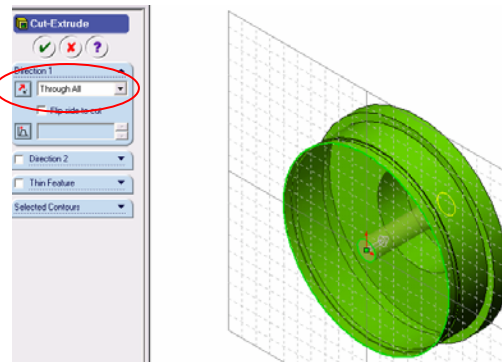 Cut-Extrude
?
Direction 1
Through All
Flip side to cut
Direction 2
Thin Feature
Selected Contours